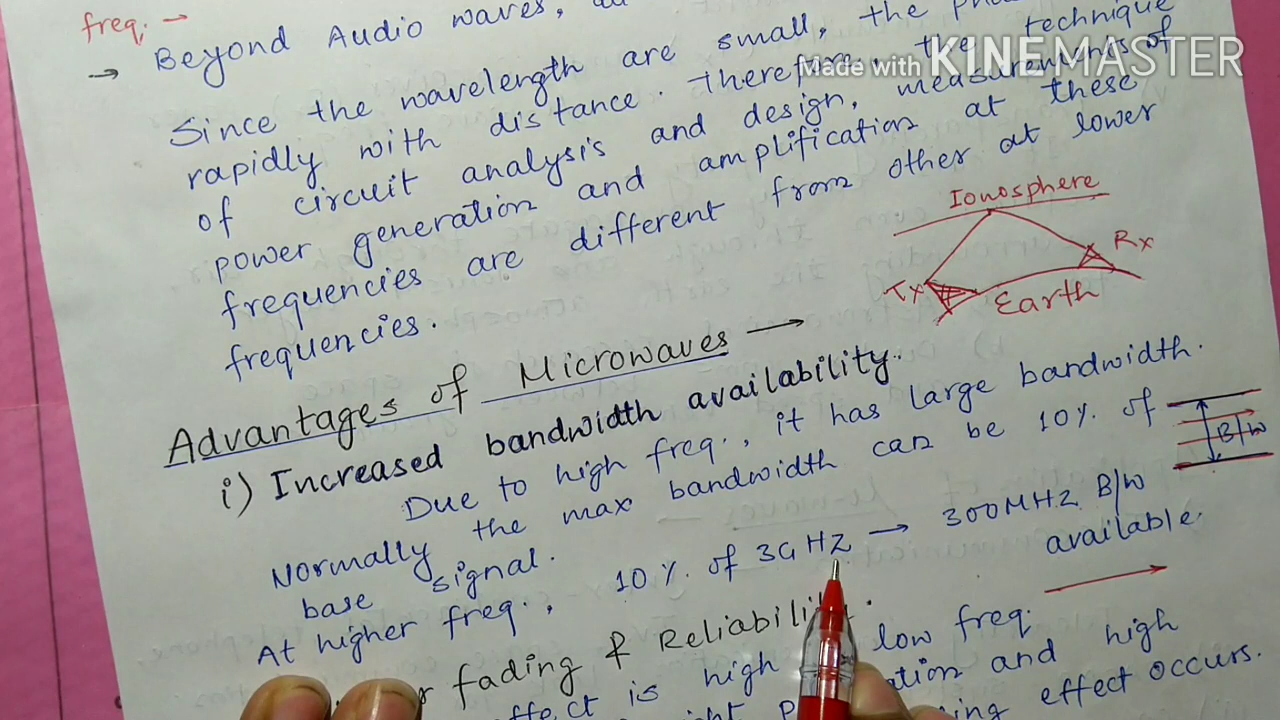 freq. →
→ Beyond Audio waves,
Since the wavelength are small, the
rapidly with distance. Therefore, the technique
of circuit analysis and design, measurements of
power generation and amplification at these
frequencies are different from other at lower
frequencies.
Ionosphere
Tx
Rx
Earth
Advantages of Microwaves →
i) Increased bandwidth availability.
Due to high freq., it has large bandwidth.
Normally the max bandwidth can be 10% of
base signal.
B/w
At higher freq., 10% of 3GHZ → 300MHZ B/w
available.
fading & Reliability.
effect is high low freq.
and high
effect occurs.
Made with KINEMASTER